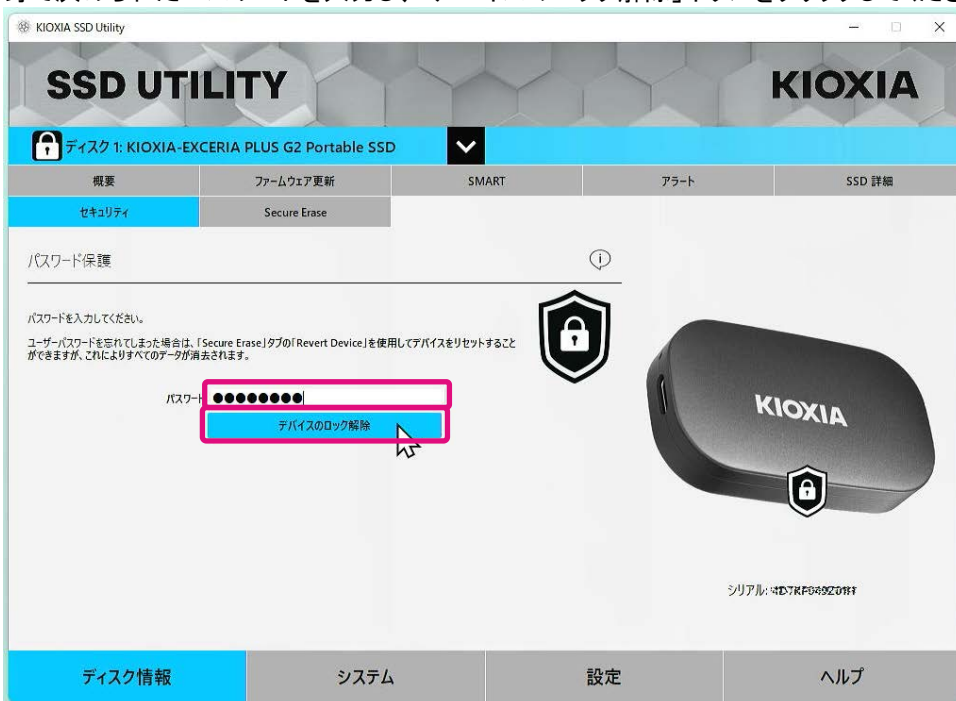 KIOXIA SSD Utility
SSD UTILITY
KIOXIA
ディスク 1: KIOXIA-EXCERIA PLUS G2 Portable SSD
概要
ファームウェア更新
SMART
アラート
SSD 詳細
セキュリティ
Secure Erase
パスワード保護
パスワードを入力してください。
ユーザーパスワードを忘れてしまった場合は、「Secure Erase」タブの「Revert Device」を使用してデバイスをリセットすること
ができますが、これによりすべてのデータが消去されます。
パスワード
デバイスのロック解除
KIOXIA
シリアル:
ディスク情報
システム
設定
ヘルプ